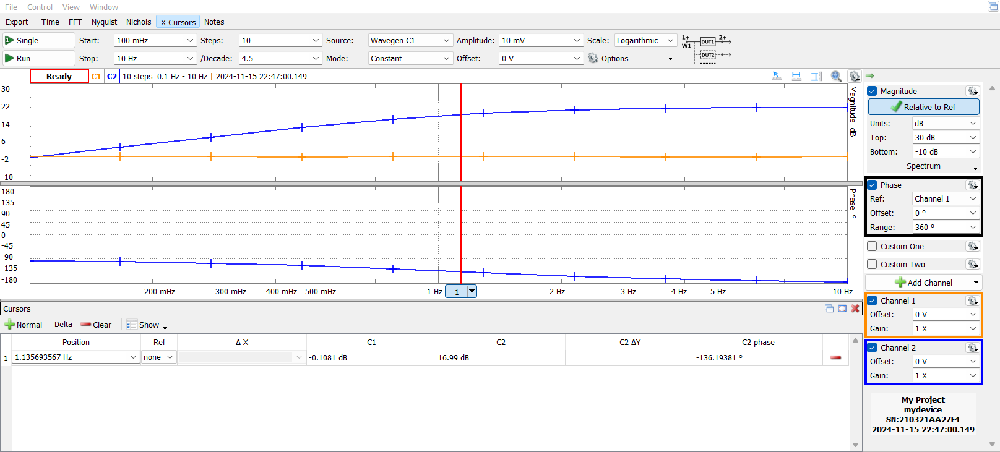 File Control View Window
Export Time FFT Nyquist Nichols X Cursors Notes -
Single Start: 100 mHz Steps: 10 Source: Wavegen C1 Amplitude: 10 mV Scale: Logarithmic
Run Stop: 10 Hz /Decade: 4.5 Mode: Constant Offset: 0 V Options
1+ W1 DUT1 2+ DUT2
Ready C1 C2 10 steps 0.1 Hz - 10 Hz | 2024-11-15 22:47:00.149
30
22
14
6
-2
-10
Magnitude dB
180
135
90
45
0
-45
-90
-135
-180
Phase °
200 mHz 300 mHz 400 mHz 500 mHz 1 Hz 1 2 Hz 3 Hz 4 Hz 5 Hz 10 Hz
Cursors
Normal Delta Clear Show
Position Ref Δ X C1 C2 C2 ΔY C2 phase
1 1.135693567 Hz none -0.1081 dB 16.99 dB -136.19381 °
Magnitude
Relative to Ref
Units: dB
Top: 30 dB
Bottom: -10 dB
Spectrum
Phase
Ref: Channel 1
Offset: 0 °
Range: 360 °
Custom One
Custom Two
Add Channel
Channel 1
Offset: 0 V
Gain: 1 X
Channel 2
Offset: 0 V
Gain: 1 X
My Project
mydevice
SN:210321AA27F4
2024-11-15 22:47:00.149